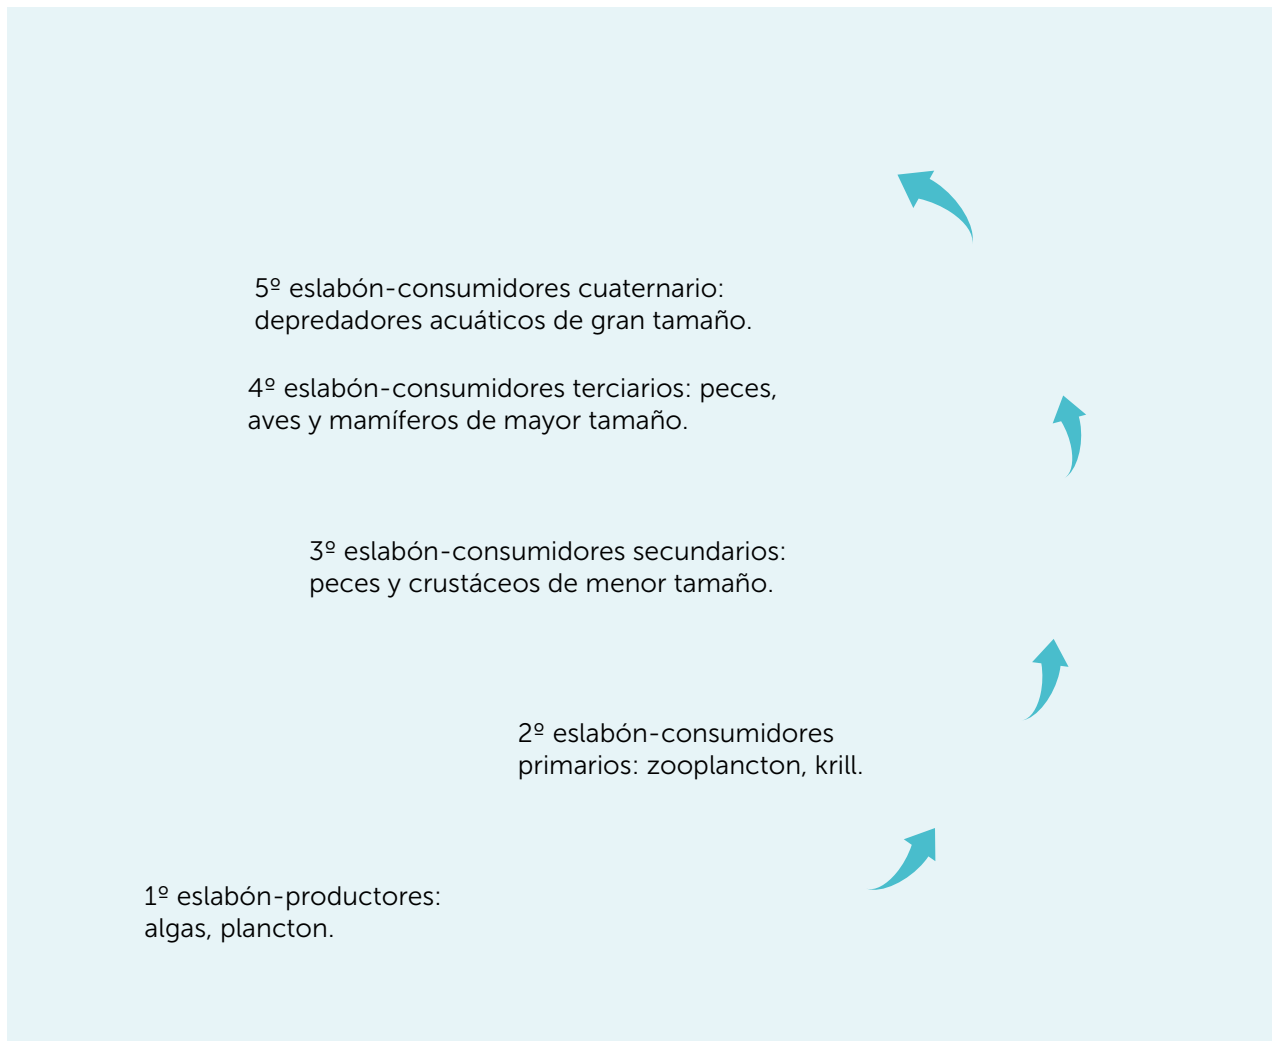 5º eslabón-consumidores cuaternario:
depredadores acuáticos de gran tamaño.
4º eslabón-consumidores terciarios: peces,
aves y mamíferos de mayor tamaño.
3º eslabón-consumidores secundarios:
peces y crustáceos de menor tamaño.
2º eslabón-consumidores
primarios: zooplancton, krill.
1º eslabón-productores:
algas, plancton.